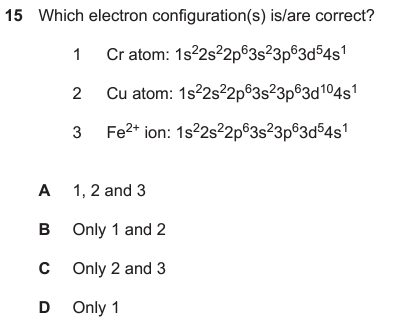 15 Which electron configuration(s) is/are correct?
1 Cr atom: 1s²2s²2p⁶3s²3p⁶3d⁵4s¹
2 Cu atom: 1s²2s²2p⁶3s²3p⁶3d¹⁰4s¹
3 Fe²⁺ ion: 1s²2s²2p⁶3s²3p⁶3d⁵4s¹
A 1, 2 and 3
B Only 1 and 2
C Only 2 and 3
D Only 1